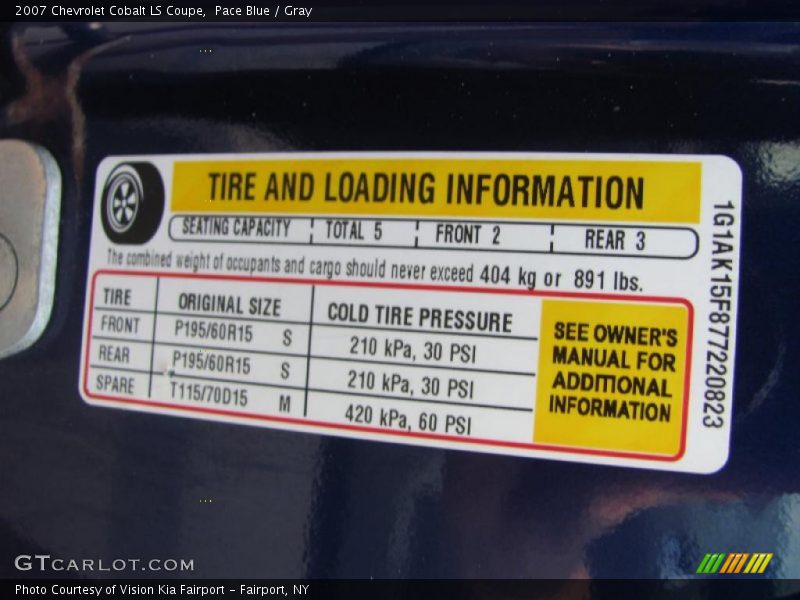 2007 Chevrolet Cobalt LS Coupe, Pace Blue / Gray
TIRE AND LOADING INFORMATION
SEATING CAPACITY TOTAL 5 FRONT 2 REAR 3
The combined weight of occupants and cargo should never exceed 404 kg or 891 lbs.
TIRE ORIGINAL SIZE COLD TIRE PRESSURE
FRONT P195/60R15 S 210 kPa, 30 PSI
REAR P195/60R15 S 210 kPa, 30 PSI
SPARE T115/70D15 M 420 kPa, 60 PSI
SEE OWNER'S
MANUAL FOR
ADDITIONAL
INFORMATION
1G1AK15F877220823
GTCARLOT.COM
Photo Courtesy of Vision Kia Fairport - Fairport, NY